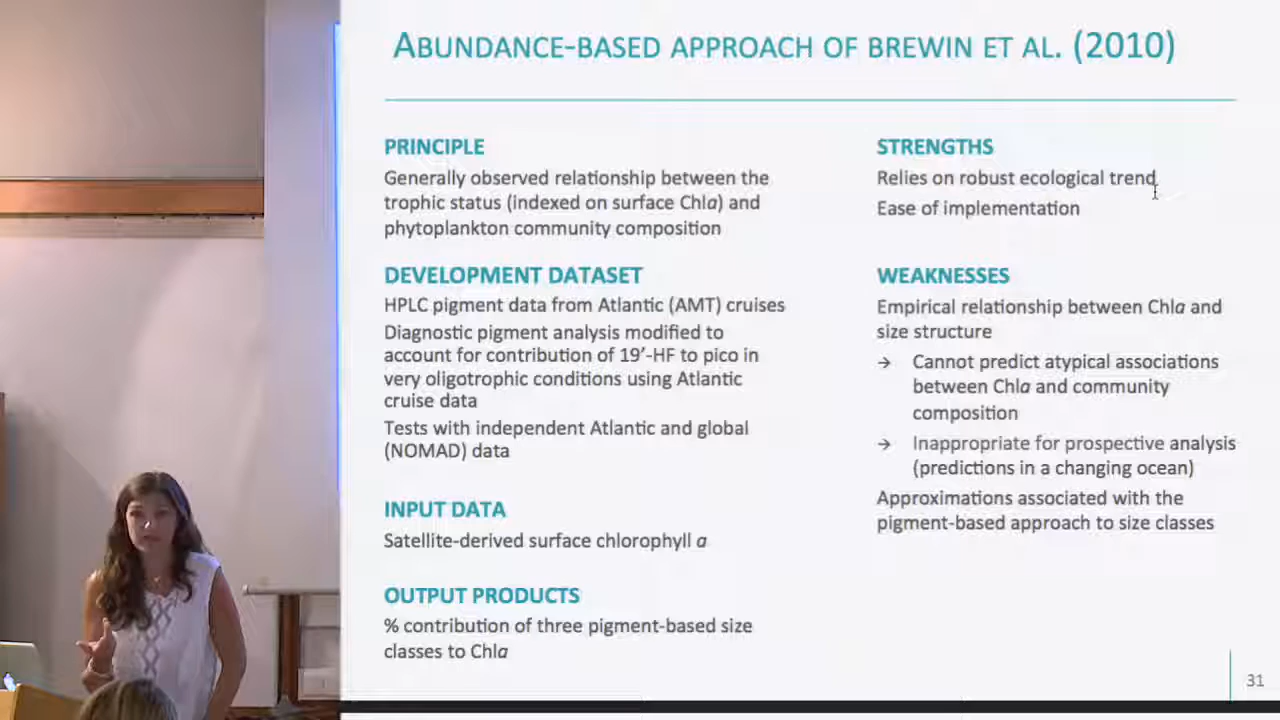 ABUNDANCE-BASED APPROACH OF BREWIN ET AL. (2010)
PRINCIPLE
Generally observed relationship between the
trophic status (indexed on surface Chla) and
phytoplankton community composition
DEVELOPMENT DATASET
HPLC pigment data from Atlantic (AMT) cruises
Diagnostic pigment analysis modified to
account for contribution of 19’-HF to pico in
very oligotrophic conditions using Atlantic
cruise data
Tests with independent Atlantic and global
(NOMAD) data
INPUT DATA
Satellite-derived surface chlorophyll a
OUTPUT PRODUCTS
% contribution of three pigment-based size
classes to Chla
STRENGTHS
Relies on robust ecological trend
Ease of implementation
WEAKNESSES
Empirical relationship between Chla and
size structure
→ Cannot predict atypical associations
between Chla and community
composition
→ Inappropriate for prospective analysis
(predictions in a changing ocean)
Approximations associated with the
pigment-based approach to size classes
31